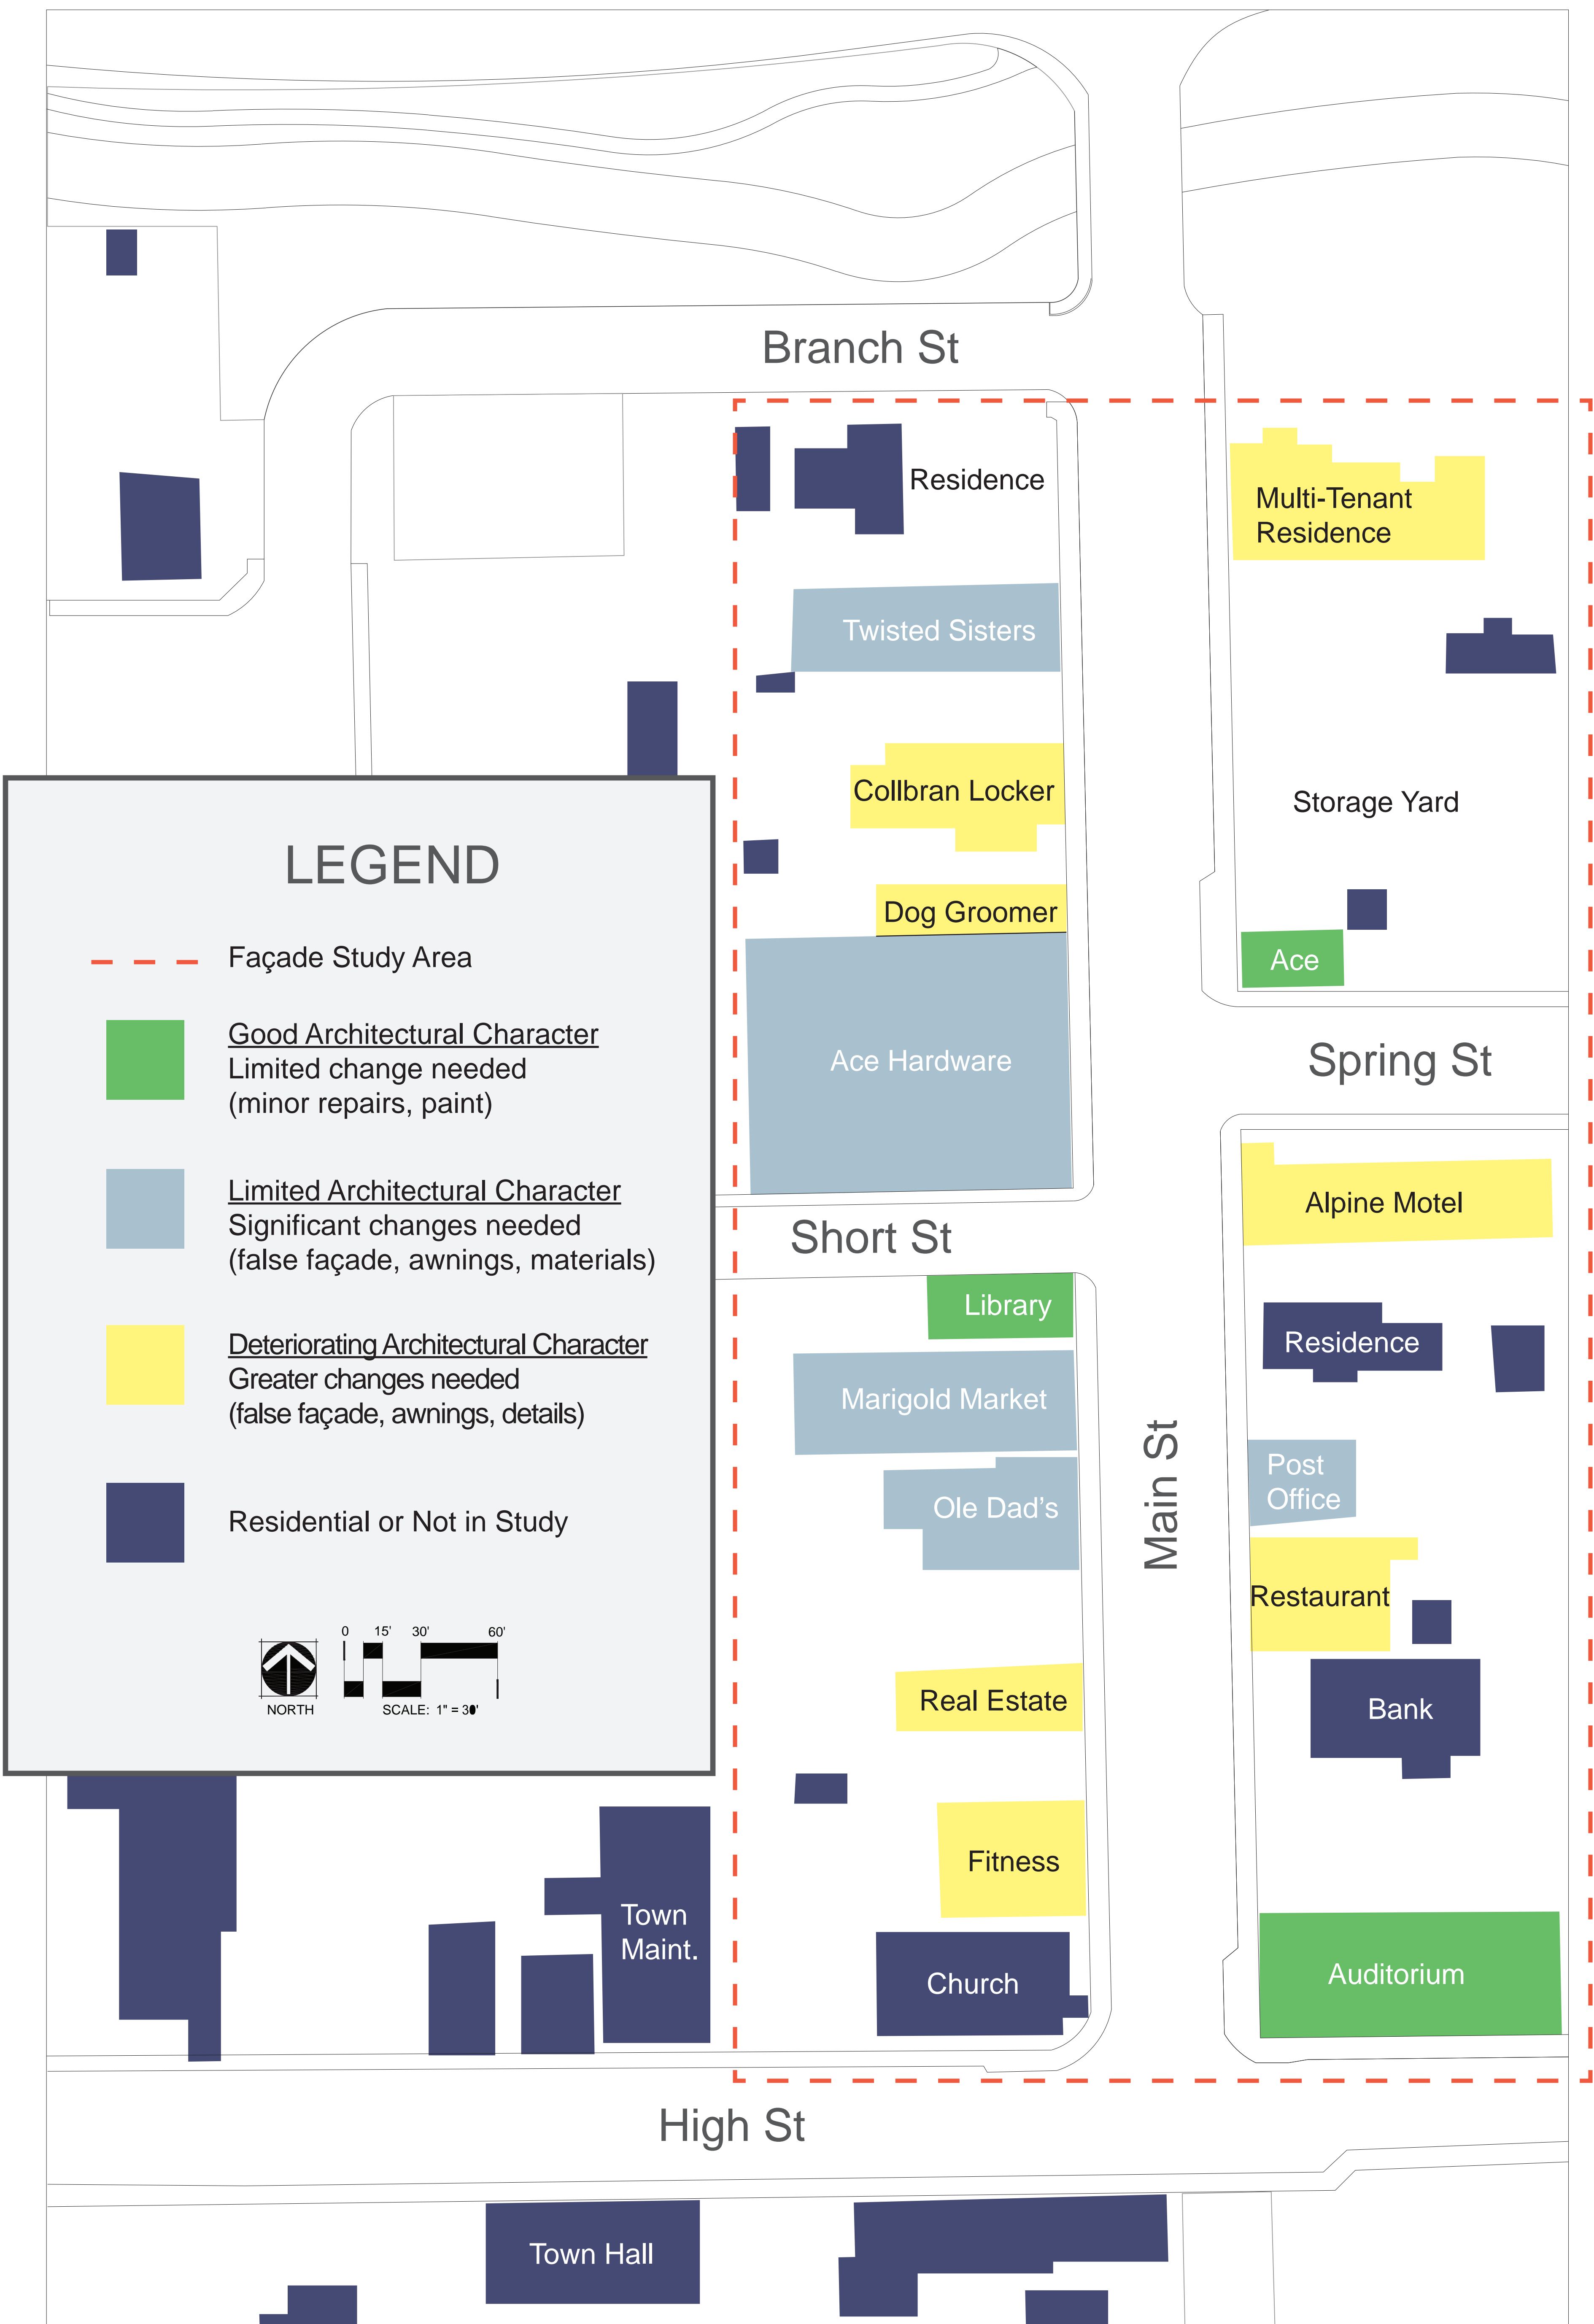 Branch St
Residence
Multi-Tenant
Residence
Twisted Sisters
Collbran Locker
Storage Yard
Dog Groomer
Ace
Ace Hardware
Spring St
Short St
Alpine Motel
Library
Residence
Marigold Market
Main St
Post
Office
Ole Dad's
Restaurant
Real Estate
Bank
Fitness
Town
Maint.
Church
Auditorium
High St
Town Hall
LEGEND
Façade Study Area
Good Architectural Character
Limited change needed
(minor repairs, paint)
Limited Architectural Character
Significant changes needed
(false façade, awnings, materials)
Deteriorating Architectural Character
Greater changes needed
(false façade, awnings, details)
Residential or Not in Study
0 15' 30' 60'
NORTH
SCALE: 1" = 30'